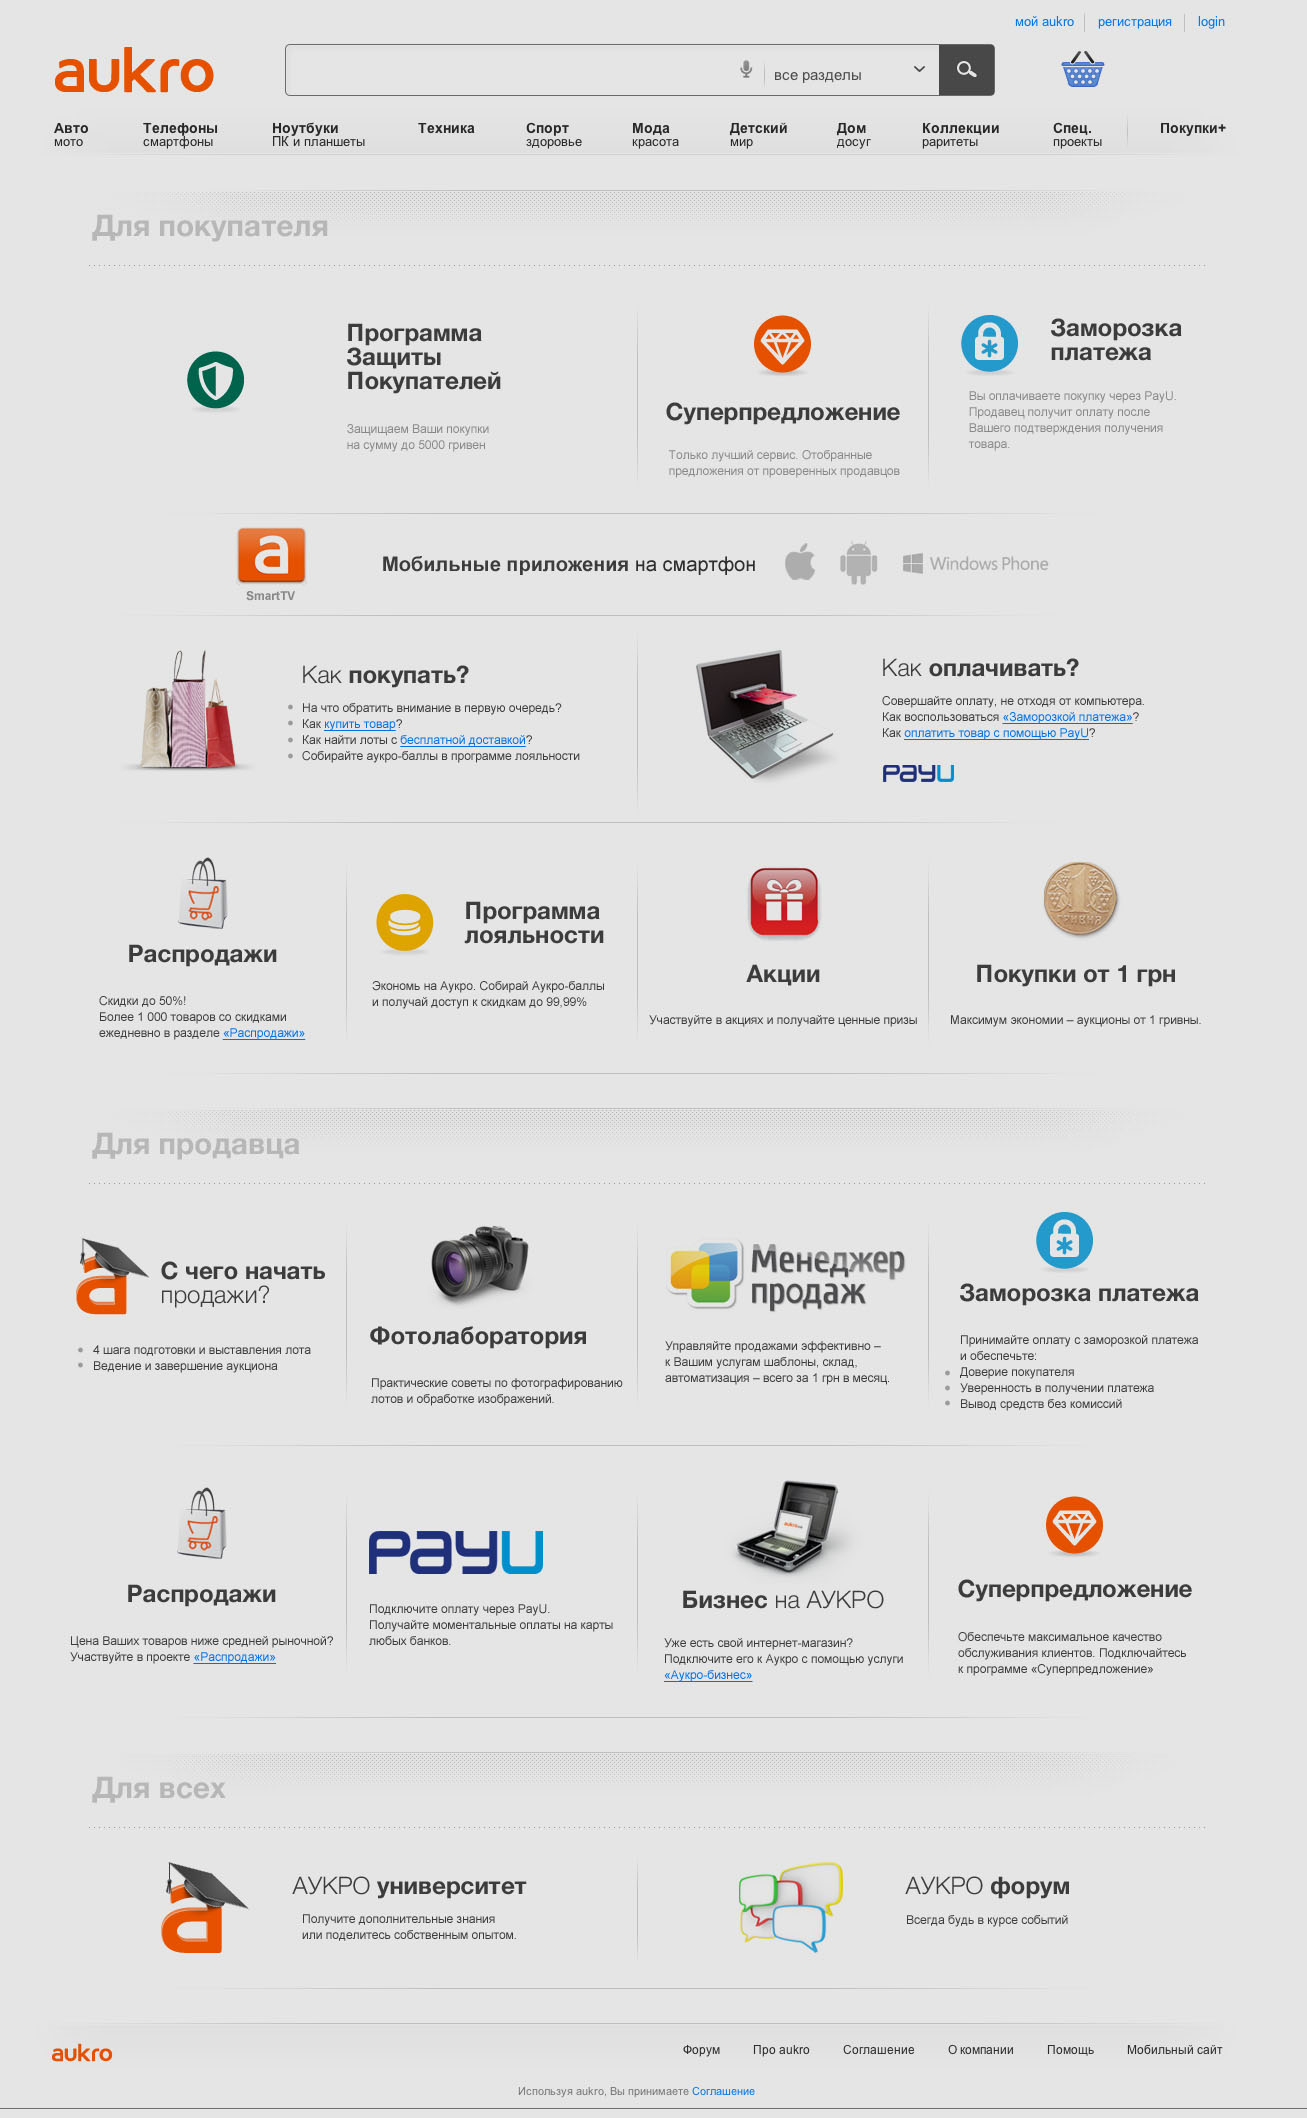 мой aukro
регистрация
login
aukro
все разделы
Авто
мото
Телефоны
смартфоны
Ноутбуки
ПК и планшеты
Техника
Спорт
здоровье
Мода
красота
Детский
мир
Дом
досуг
Коллекции
раритеты
Спец.
проекты
Покупки+
Для покупателя
Программа
Защиты
Покупателей
Защищаем Ваши покупки
на сумму до 5000 гривен
Суперпредложение
Только лучший сервис. Отобранные
предложения от проверенных продавцов
Заморозка
платежа
Вы оплачиваете покупку через PayU.
Продавец получит оплату после
Вашего подтверждения получения
товара.
a
SmartTV
Мобильные приложения на смартфон
Windows Phone
Как покупать?
На что обратить внимание в первую очередь?
Как купить товар?
Как найти лоты с бесплатной доставкой?
Собирайте аукро-баллы в программе лояльности
Как оплачивать?
Совершайте оплату, не отходя от компьютера.
Как воспользоваться «Заморозкой платежа»?
Как оплатить товар с помощью PayU?
PayU
Распродажи
Скидки до 50%!
Более 1 000 товаров со скидками
ежедневно в разделе «Распродажи»
Программа
лояльности
Экономь на Аукро. Собирай Аукро-баллы
и получай доступ к скидкам до 99,99%
Акции
Участвуйте в акциях и получайте ценные призы
1
ГРИВНЯ
Покупки от 1 грн
Максимум экономии – аукционы от 1 гривны.
Для продавца
a
С чего начать
продажи?
4 шага подготовки и выставления лота
Ведение и завершение аукциона
Фотолаборатория
Практические советы по фотографированию
лотов и обработке изображений.
Менеджер
продаж
Управляйте продажами эффективно –
к Вашим услугам шаблоны, склад,
автоматизация – всего за 1 грн в месяц.
Заморозка платежа
Принимайте оплату с заморозкой платежа
и обеспечьте:
Доверие покупателя
Уверенность в получении платежа
Вывод средств без комиссий
Распродажи
Цена Ваших товаров ниже средней рыночной?
Участвуйте в проекте «Распродажи»
PayU
Подключите оплату через PayU.
Получайте моментальные оплаты на карты
любых банков.
Бизнес на АУКРО
Уже есть свой интернет-магазин?
Подключите его к Аукро с помощью услуги
«Аукро-бизнес»
Суперпредложение
Обеспечьте максимальное качество
обслуживания клиентов. Подключайтесь
к программе «Суперпредложение»
Для всех
a
АУКРО университет
Получите дополнительные знания
или поделитесь собственным опытом.
АУКРО форум
Всегда будь в курсе событий
aukro
Форум
Про aukro
Соглашение
О компании
Помощь
Мобильный сайт
Используя aukro, Вы принимаете Соглашение